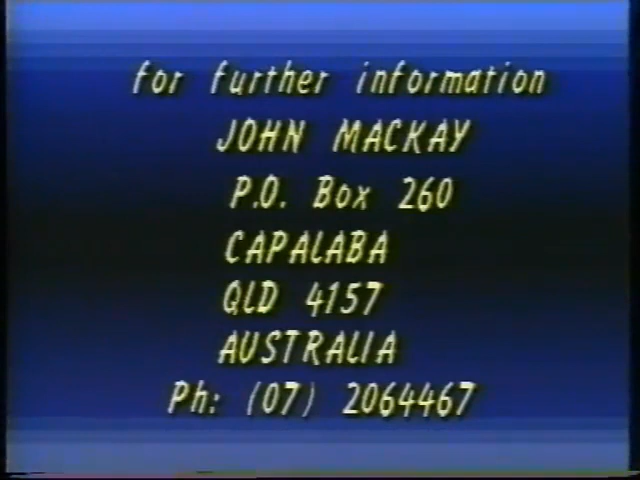 for further information
JOHN MACKAY
P.O. Box 260
CAPALABA
QLD 4157
AUSTRALIA
Ph: (07) 2064467